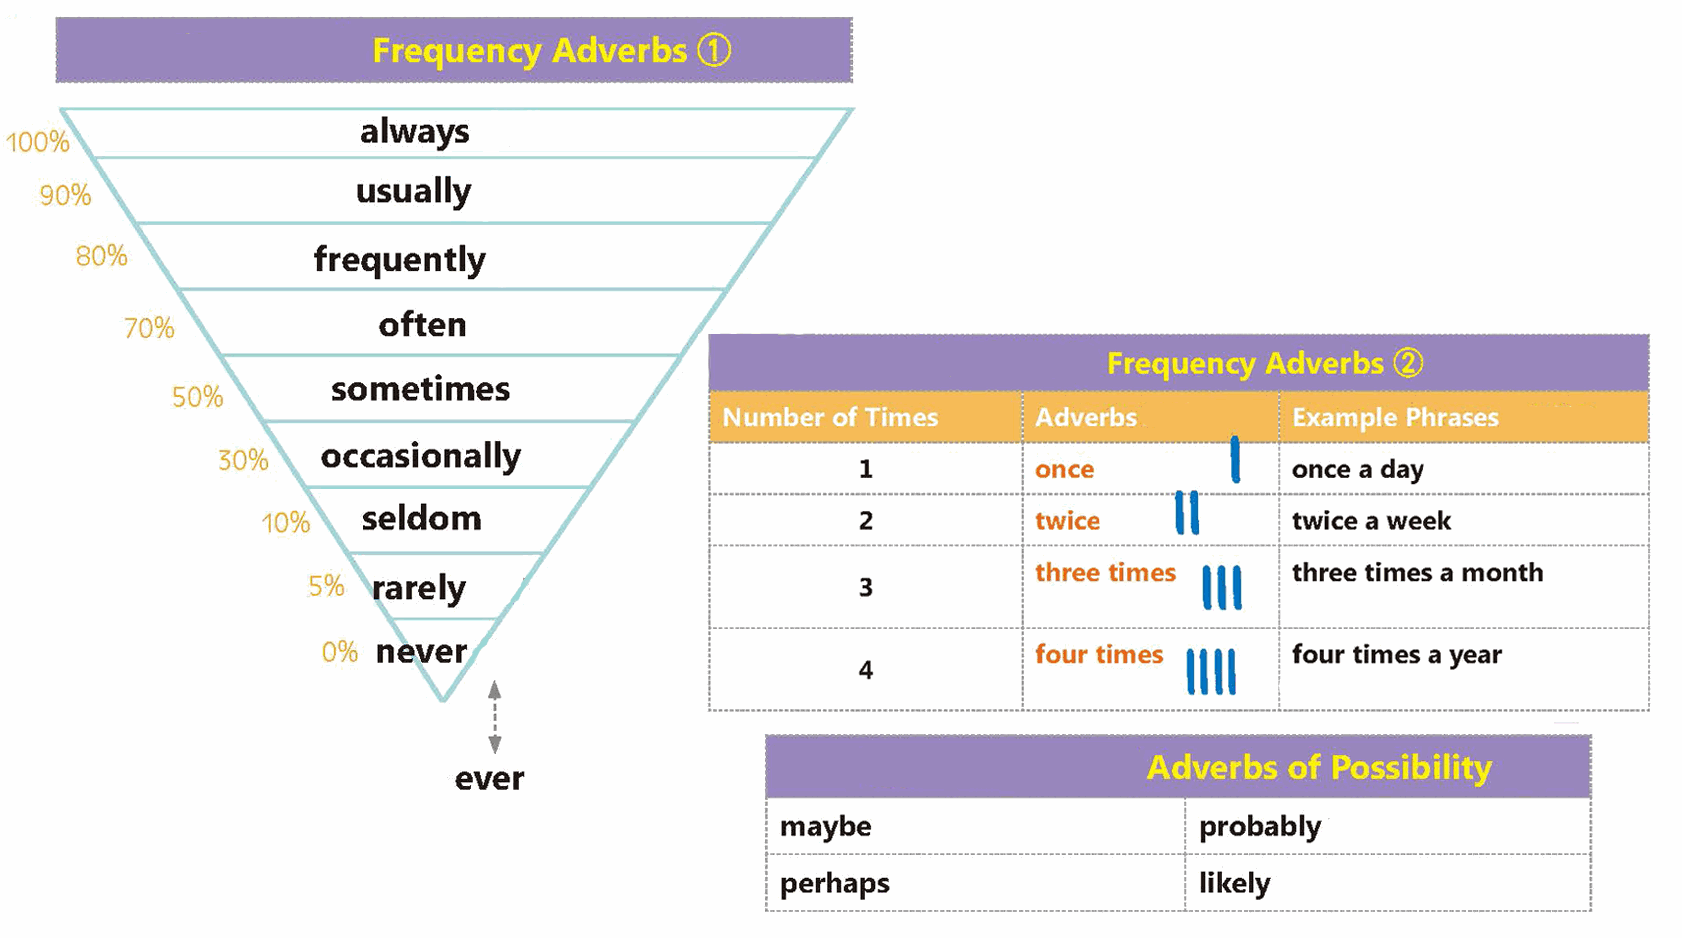 Frequency Adverbs ①
100% always
90% usually
80% frequently
70% often
50% sometimes
30% occasionally
10% seldom
5% rarely
0% never
ever
Frequency Adverbs ②
Number of Times Adverbs Example Phrases
1 once once a day
2 twice twice a week
3 three times three times a month
4 four times four times a year
Adverbs of Possibility
maybe probably
perhaps likely